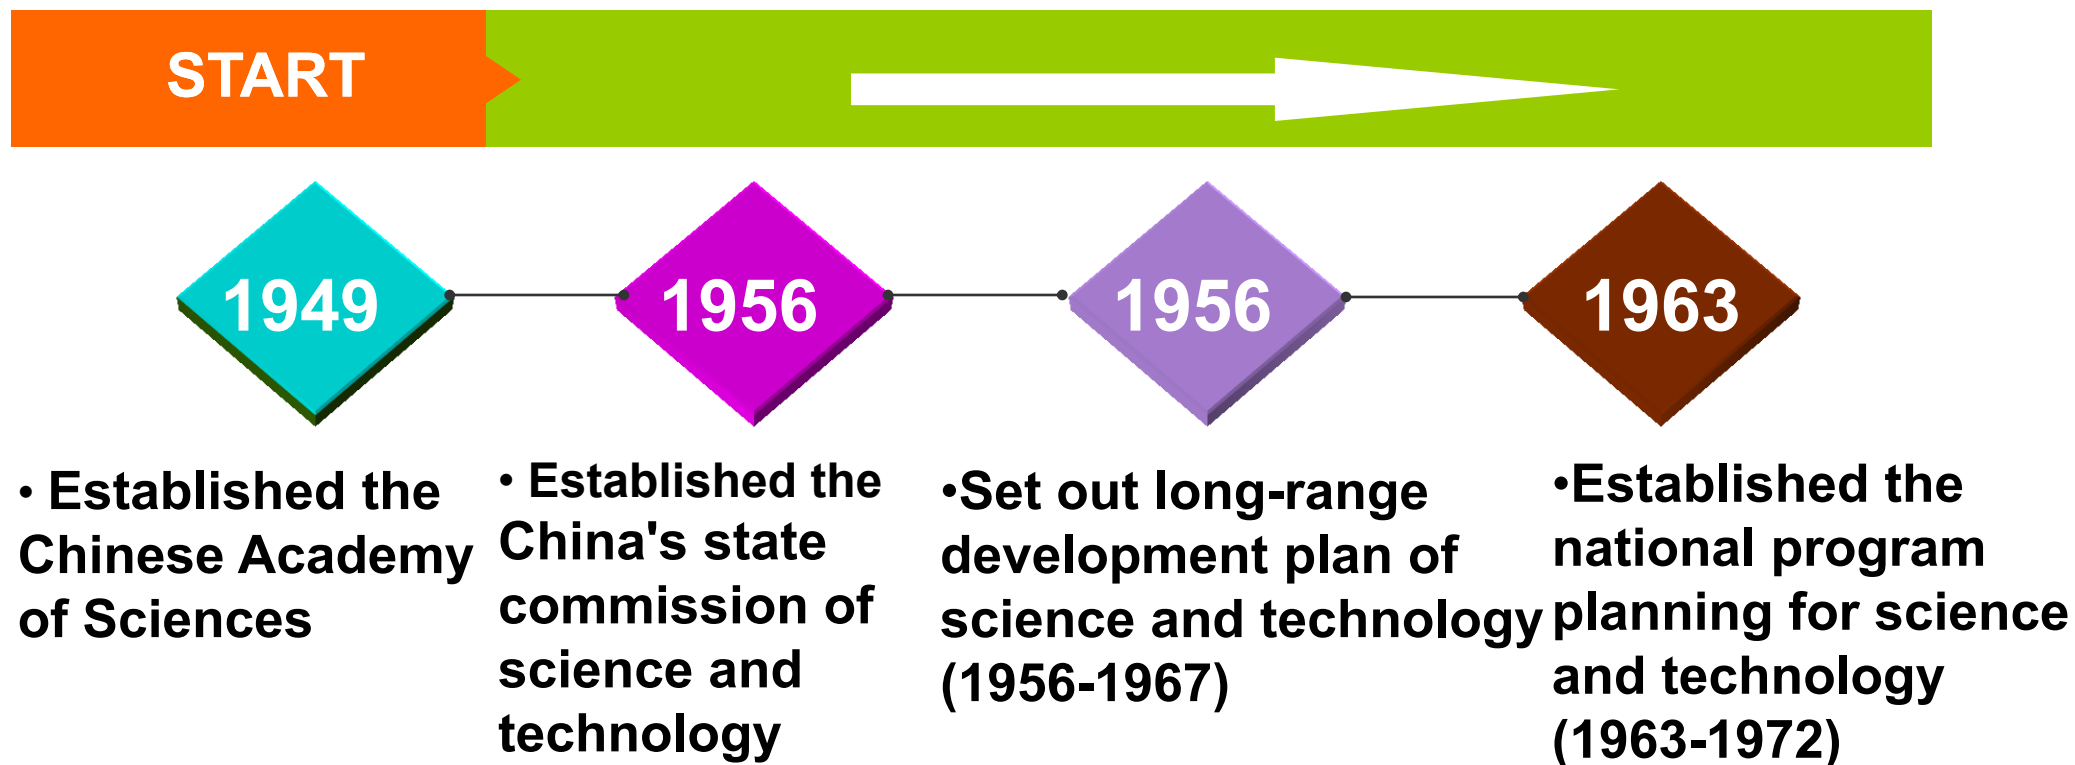 START
1949
1956
1956
1963
• Established the
Chinese Academy
of Sciences
• Established the
China's state
commission of
science and
technology
•Set out long-range
development plan of
science and technology
(1956-1967)
•Established the
national program
planning for science
and technology
(1963-1972)